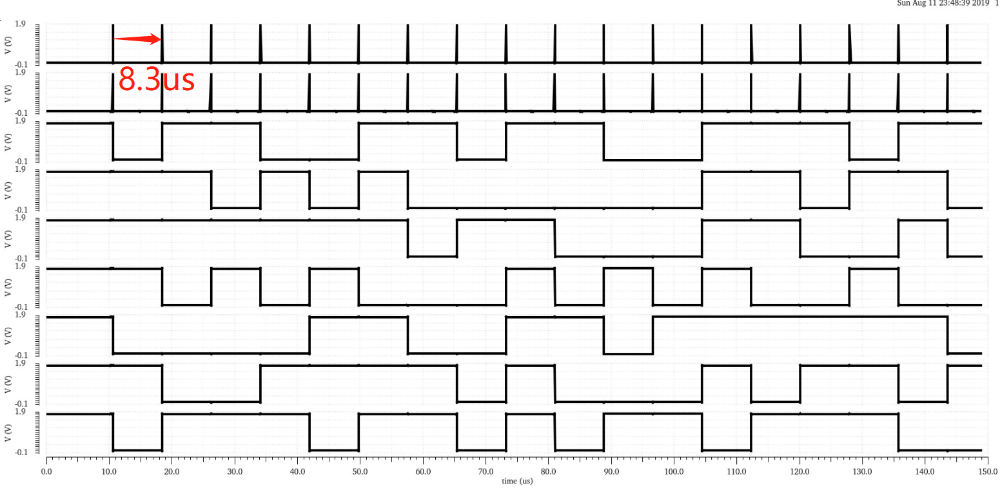 Sun Aug 11 23:48:39 2019 1
1.9
V (V)
-0.1
8.3us
1.9
V (V)
-0.1
1.9
V (V)
-0.1
1.9
V (V)
-0.1
1.9
V (V)
-0.1
1.9
V (V)
-0.1
1.9
V (V)
-0.1
1.9
V (V)
-0.1
1.9
V (V)
-0.1
0.0 10.0 20.0 30.0 40.0 50.0 60.0 70.0 80.0 90.0 100.0 110.0 120.0 130.0 140.0 150.0
time (us)